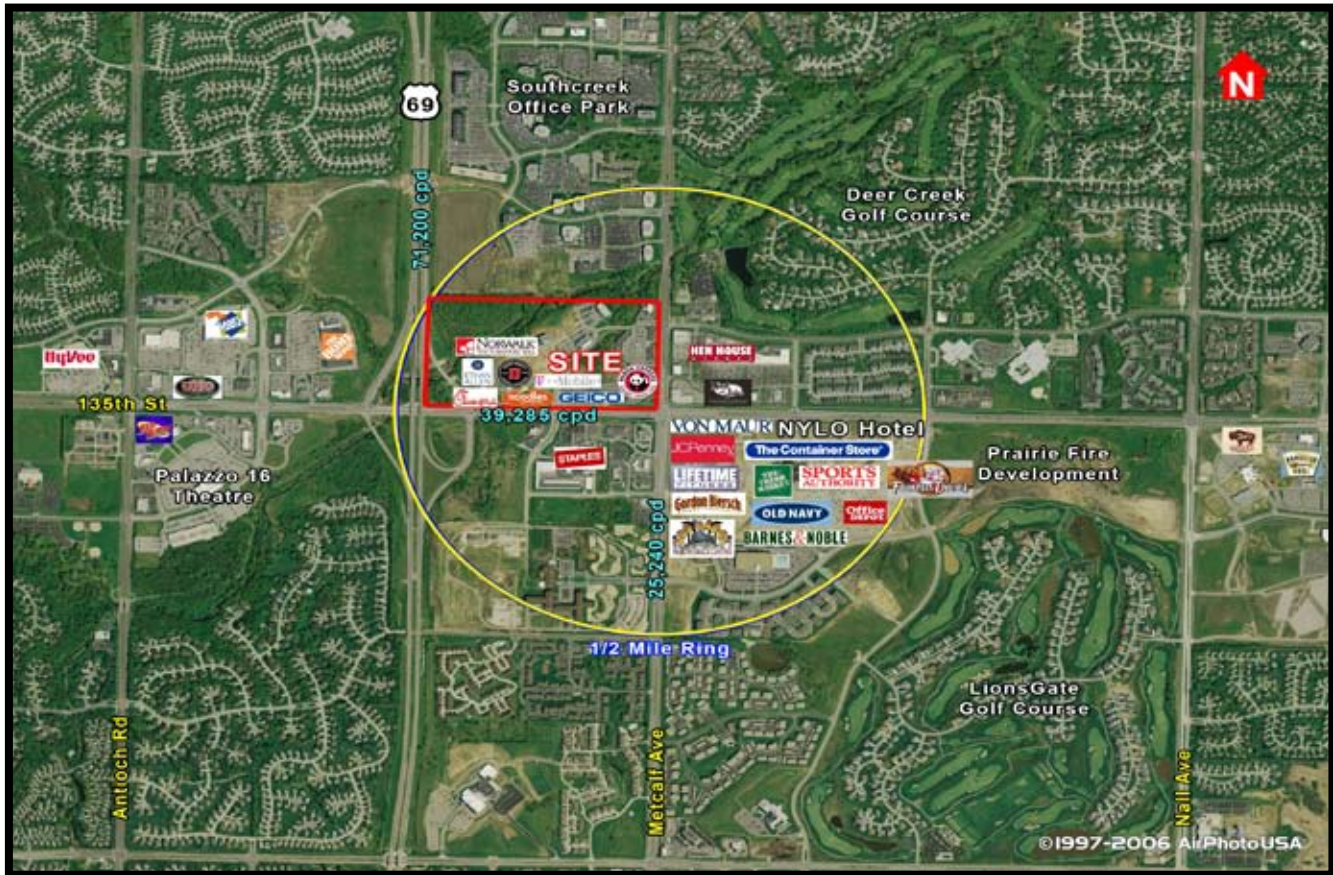 N
Southcreek
Office Park
69
71,200 cpd
Deer Creek
Golf Course
HyVee
135th St
Palazzo 16
Theatre
NORWALK
SITE
T-Mobile
noodles
GEICO
39,285 cpd
HEN HOUSE
STAPLES
VON MAUR
NYLO Hotel
JCPenney
The Container Store
LIFETIME
SPORTS
AUTHORITY
Gordon Biersch
OLD NAVY
Office
DEPOT
BARNES & NOBLE
Prairie Fire
Development
25,240 cpd
1/2 Mile Ring
LionsGate
Golf Course
Antioch Rd
Metcalf Ave
Nall Ave
©1997-2006 AirPhotoUSA